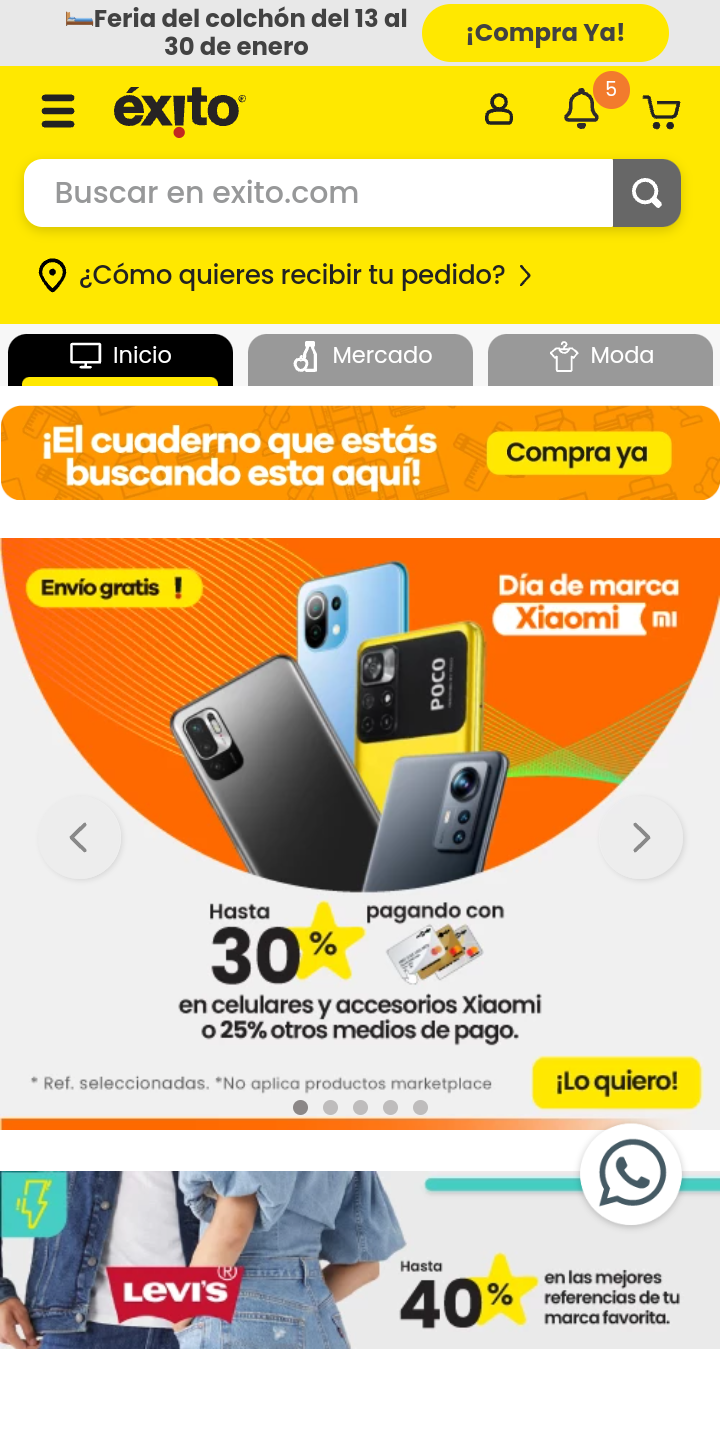 Feria del colchón del 13 al
30 de enero
¡Compra Ya!
éxito®
5
Buscar en exito.com
¿Cómo quieres recibir tu pedido?
Inicio
Mercado
Moda
¡El cuaderno que estás
buscando esta aquí!
Compra ya
Envío gratis !
Día de marca
Xiaomi
POCO
Hasta
30%
pagando con
en celulares y accesorios Xiaomi
o 25% otros medios de pago.
* Ref. seleccionadas. *No aplica productos marketplace
¡Lo quiero!
LEVI'S®
Hasta
40%
en las mejores
referencias de tu
marca favorita.